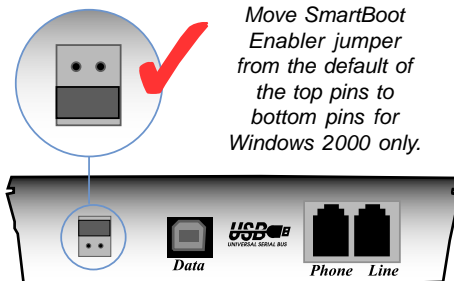 Move SmartBoot
Enabler jumper
from the default of
the top pins to
bottom pins for
Windows 2000 only.
USB
UNIVERSAL SERIAL BUS
Data
Phone Line